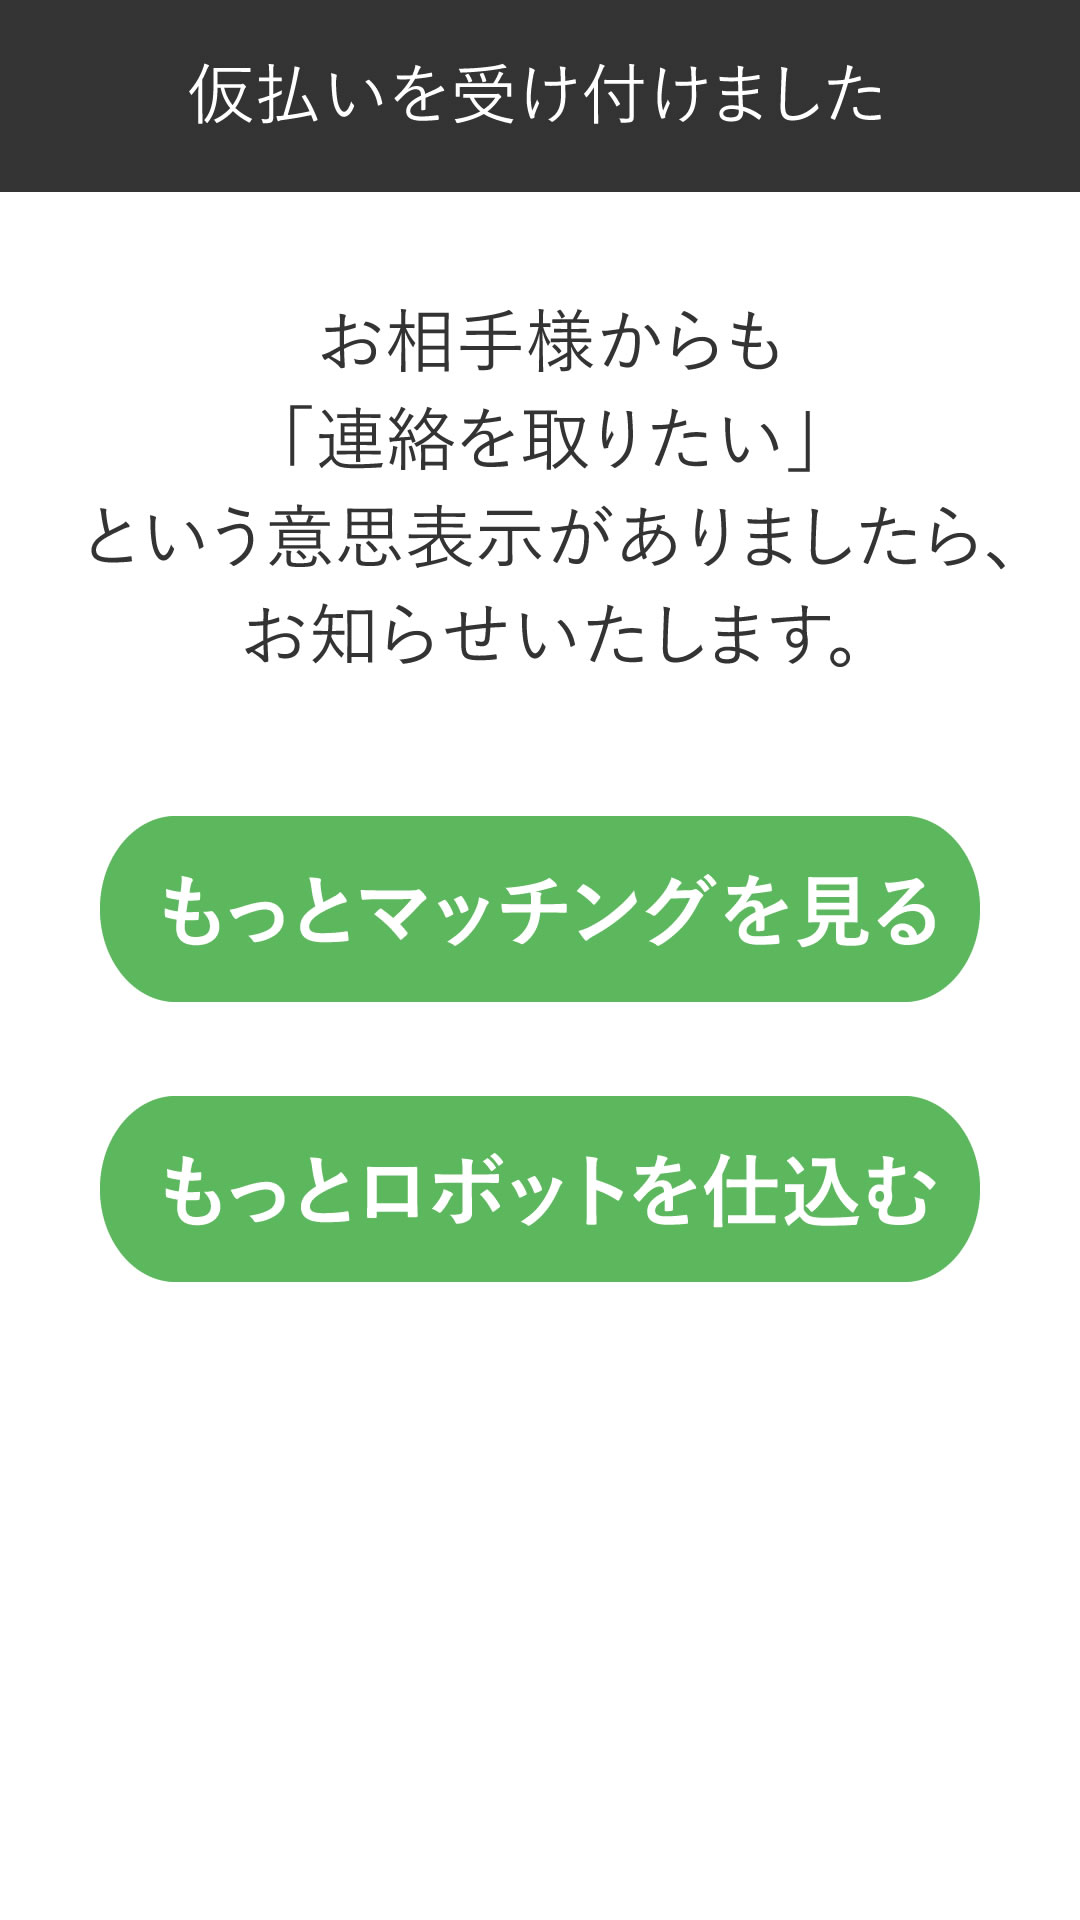 仮払いを受け付けました
お相手様からも
「連絡を取りたい」
という意思表示がありましたら、
お知らせいたします。
もっとマッチングを見る
もっとロボットを仕込む